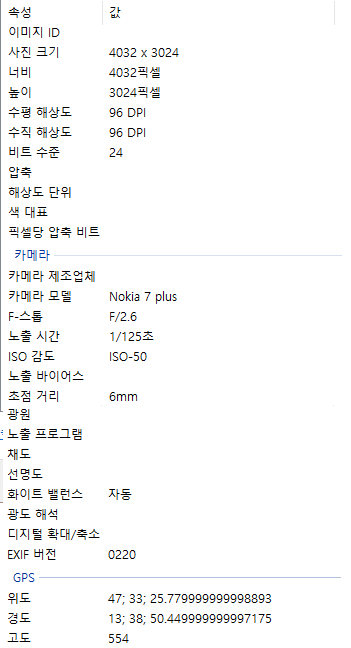 속성 값
이미지 ID
사진 크기 4032 x 3024
너비 4032픽셀
높이 3024픽셀
수평 해상도 96 DPI
수직 해상도 96 DPI
비트 수준 24
압축
해상도 단위
색 대표
픽셀당 압축 비트
카메라
카메라 제조업체
카메라 모델 Nokia 7 plus
F-스톱 F/2.6
노출 시간 1/125초
ISO 감도 ISO-50
노출 바이어스
초점 거리 6mm
광원
노출 프로그램
채도
선명도
화이트 밸런스 자동
광도 해석
디지털 확대/축소
EXIF 버전 0220
GPS
위도 47; 33; 25.779999999998893
경도 13; 38; 50.449999999997175
고도 554